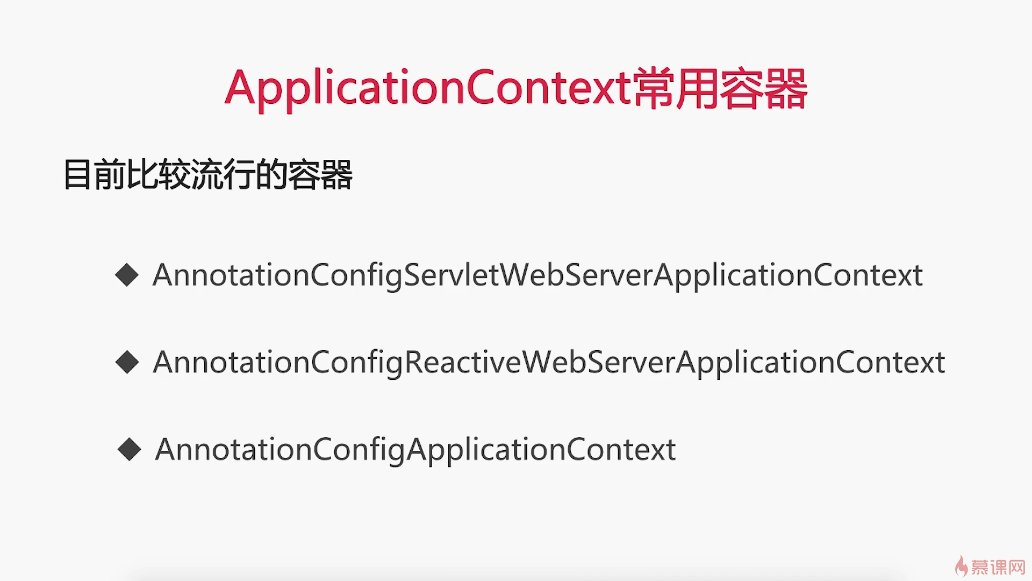 ApplicationContext常用容器
目前比较流行的容器
◆ AnnotationConfigServletWebServerApplicationContext
◆ AnnotationConfigReactiveWebServerApplicationContext
◆ AnnotationConfigApplicationContext
慕课网